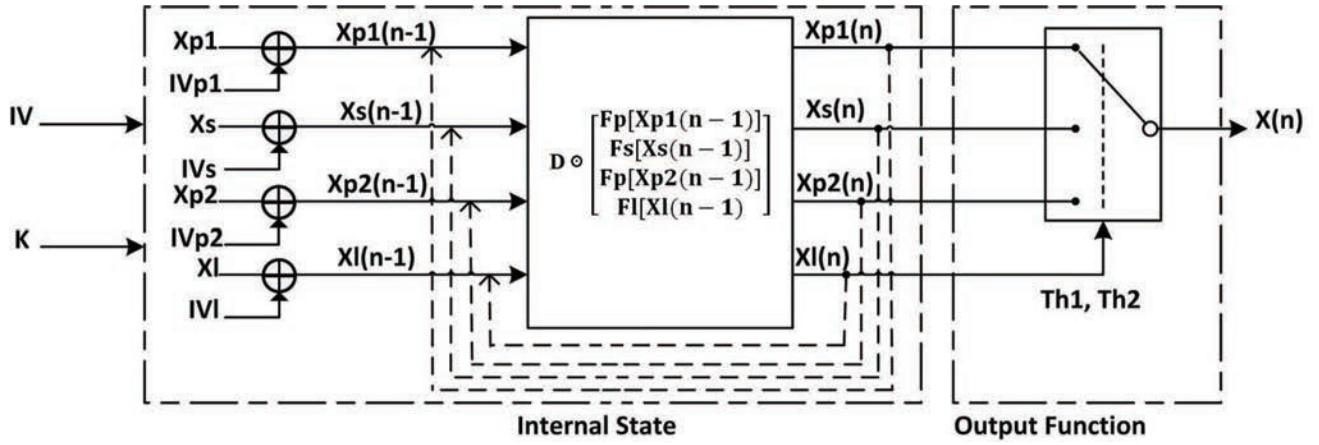 Xp1 Xp1(n-1) Xp1(n)
IVp1
IV Xs Xs(n-1) Xs(n) X(n)
IVs
Xp2 Xp2(n-1) Xp2(n)
K IVp2
Xl Xl(n-1) Xl(n)
IVl
D ⊙
Fp[Xp1(n − 1)]
Fs[Xs(n − 1)]
Fp[Xp2(n − 1)]
Fl[Xl(n − 1)
Th1, Th2
Internal State Output Function